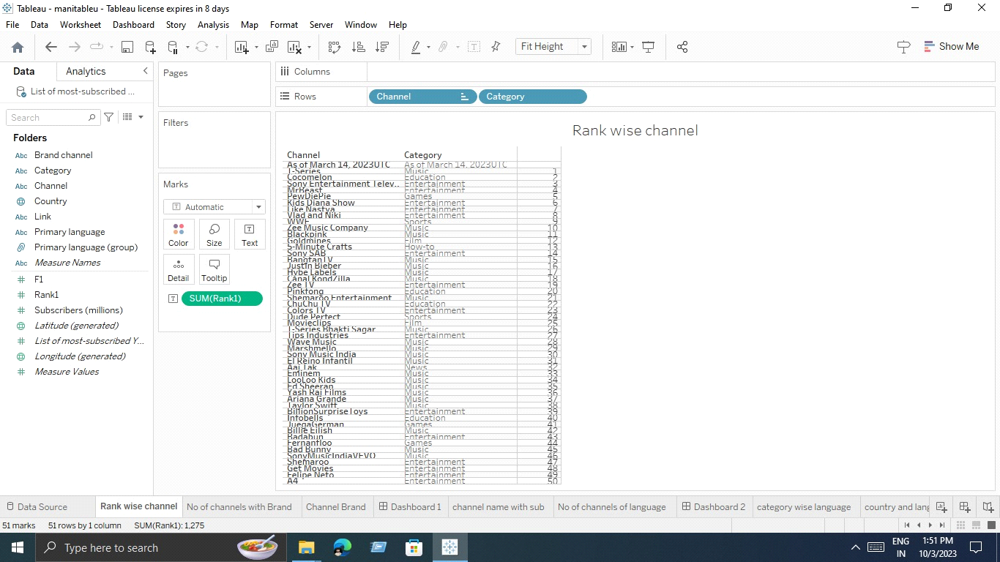 Tableau - manitableu - Tableau license expires in 8 days
File Data Worksheet Dashboard Story Analysis Map Format Server Window Help
Fit Height
Show Me
Data Analytics
List of most-subscribed ...
Search
Folders
Abc Brand channel
Abc Category
Abc Channel
Country
Abc Link
Abc Primary language
Primary language (group)
Abc Measure Names
# F1
# Rank1
# Subscribers (millions)
Latitude (generated)
# List of most-subscribed Y...
Longitude (generated)
# Measure Values
Pages
Filters
Marks
Automatic
Color Size Text
Detail Tooltip
SUM(Rank1)
Columns
Rows Channel Category
Rank wise channel
Channel Category
As of March 14, 2023UTC As of March 14, 2023UTC
T-Series Music 1
Cocomelon Education 2
Sony Entertainment Telev.. Entertainment 3
MrBeast Entertainment 4
PewDiePie Games 5
Kids Diana Show Entertainment 6
Like Nastya Entertainment 7
Vlad and Niki Entertainment 8
WWE Sports 9
Zee Music Company Music 10
Blackpink Music 11
Goldmines Film 12
5-Minute Crafts How-to 13
Sony SAB Entertainment 14
BangtanTV Music 15
Justin Bieber Music 16
Hybe Labels Music 17
Canal KondZilla Music 18
Zee TV Entertainment 19
Pinkfong Education 20
Shemaroo Entertainment Music 21
ChuChu TV Education 22
Colors TV Entertainment 23
Dude Perfect Sports 24
Movieclips Film 25
T-Series Bhakti Sagar Music 26
Tips Industries Entertainment 27
Wave Music Music 28
Marshmello Music 29
Sony Music India Music 30
El Reino Infantil Music 31
Aaj Tak News 32
Eminem Music 33
LooLoo Kids Music 34
Ed Sheeran Music 35
Yash Raj Films Music 36
Ariana Grande Music 37
Taylor Swift Music 38
BillionSurpriseToys Entertainment 39
Infobells Education 40
JuegaGerman Games 41
Billie Eilish Music 42
Badabun Entertainment 43
Fernanfloo Games 44
Bad Bunny Music 45
SonyMusicIndiaVEVO Music 46
Shemaroo Entertainment 47
Get Movies Entertainment 48
Felipe Neto Entertainment 49
A4 Entertainment 50
Data Source Rank wise channel No of channels with Brand Channel Brand Dashboard 1 channel name with sub No of channels of language Dashboard 2 category wise language country and lang
51 marks 51 rows by 1 column SUM(Rank1): 1,275
Type here to search
ENG
IN
1:51 PM
10/3/2023